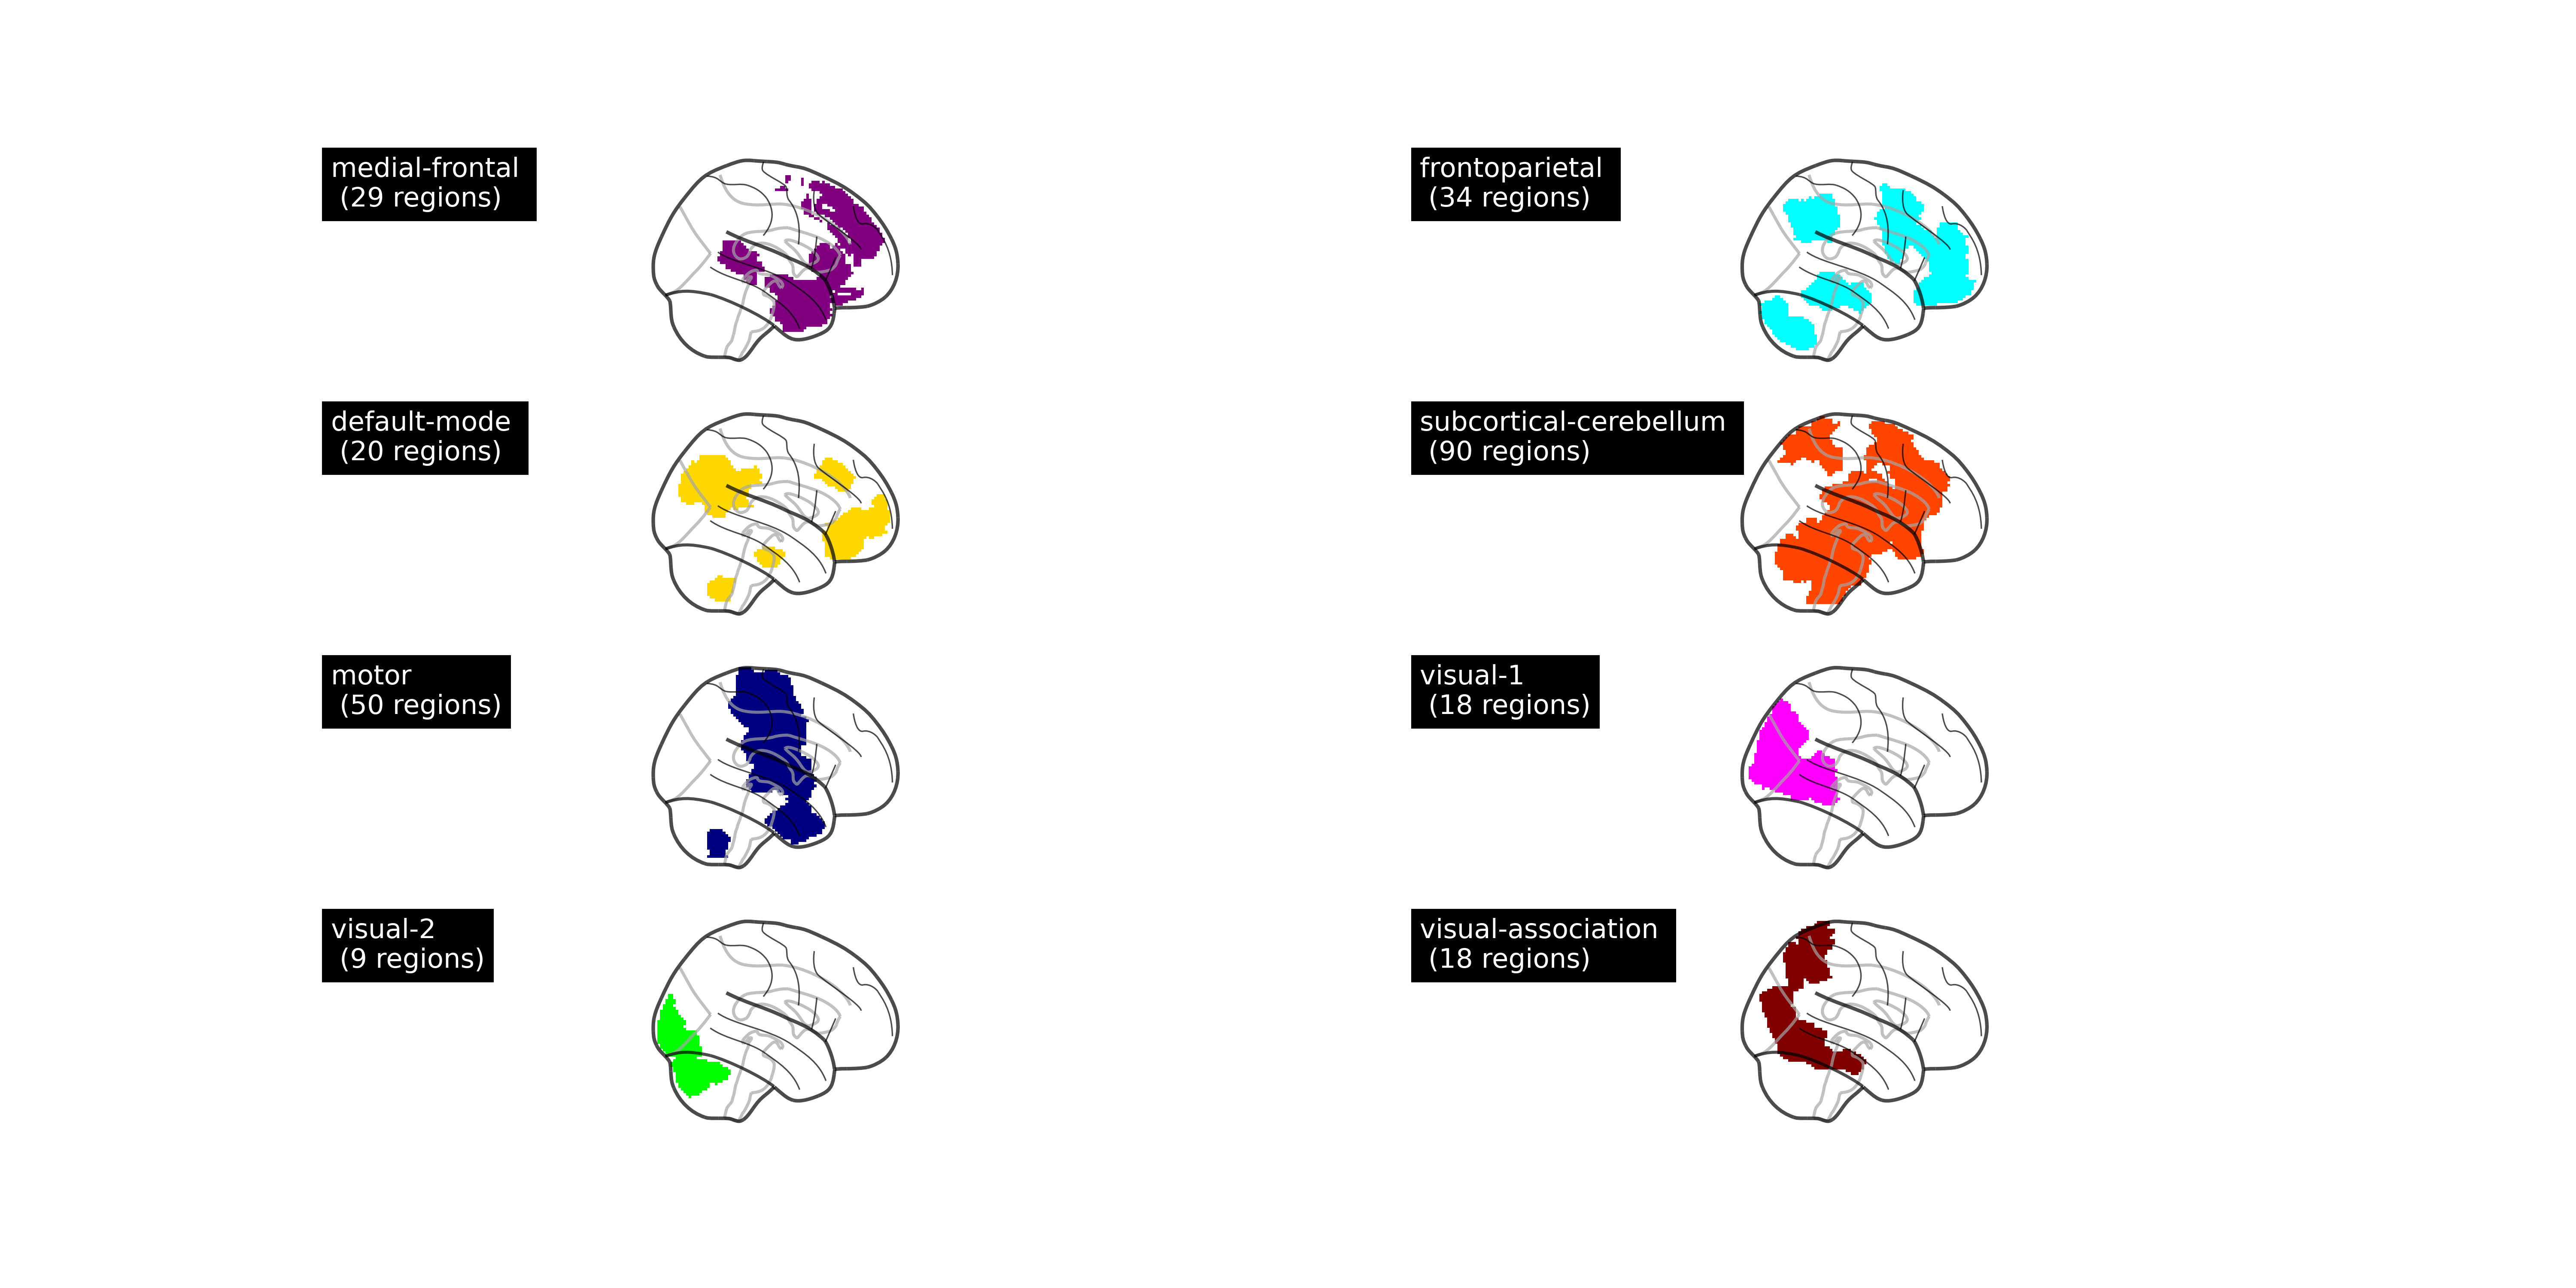 medial-frontal
(29 regions)
frontoparietal
(34 regions)
default-mode
(20 regions)
subcortical-cerebellum
(90 regions)
motor
(50 regions)
visual-1
(18 regions)
visual-2
(9 regions)
visual-association
(18 regions)